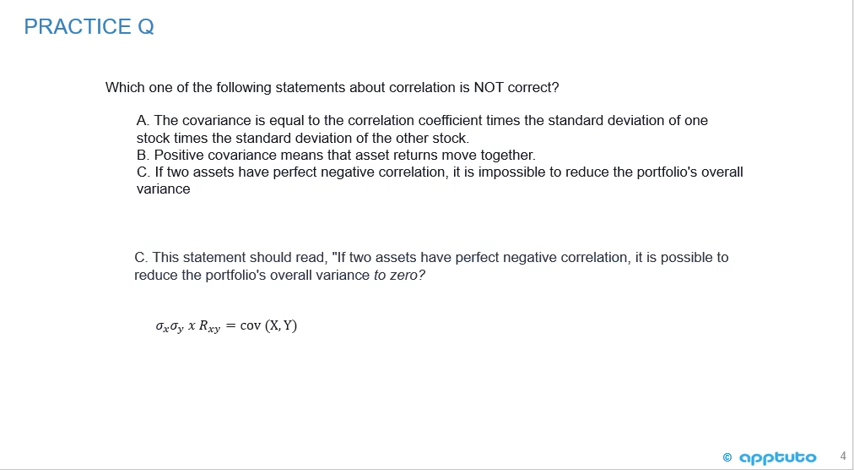 PRACTICE Q
Which one of the following statements about correlation is NOT correct?
A. The covariance is equal to the correlation coefficient times the standard deviation of one
stock times the standard deviation of the other stock.
B. Positive covariance means that asset returns move together.
C. If two assets have perfect negative correlation, it is impossible to reduce the portfolio's overall
variance
C. This statement should read, "If two assets have perfect negative correlation, it is possible to
reduce the portfolio's overall variance to zero?
σₓσᵧ x Rₓᵧ = cov (X, Y)
© apptuto
4